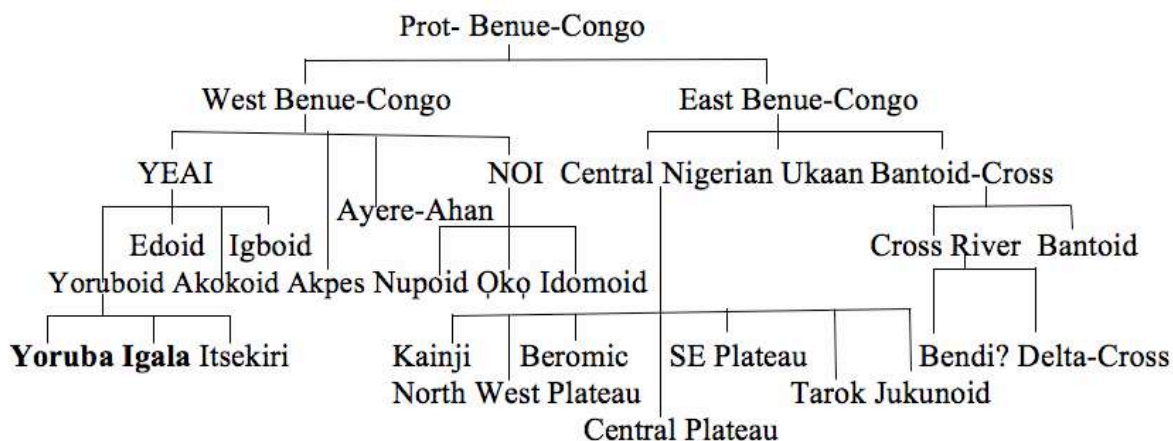 Prot- Benue-Congo
West Benue-Congo East Benue-Congo
YEAI NOI Central Nigerian Ukaan Bantoid-Cross
Ayere-Ahan
Edoid Igboid Cross River Bantoid
Yoruboid Akokoid Akpes Nupoid Ọkọ Idomoid
Yoruba Igala Itsekiri Kainji Beromic SE Plateau Bendi? Delta-Cross
North West Plateau Tarok Jukunoid
Central Plateau